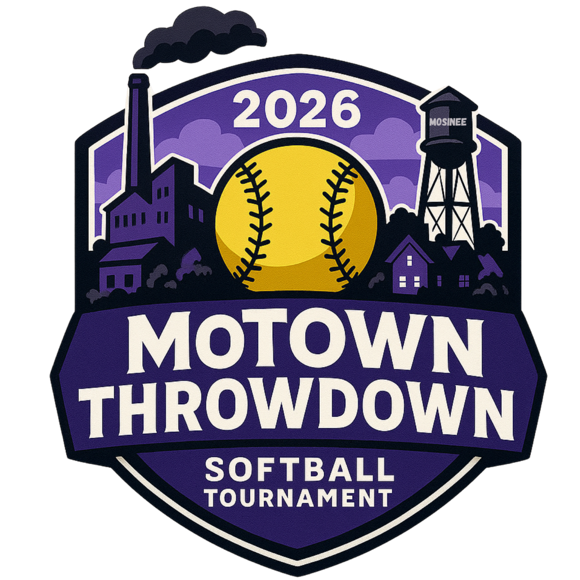 2026
MOSINEE
MOTOWN
THROWDOWN
SOFTBALL
TOURNAMENT